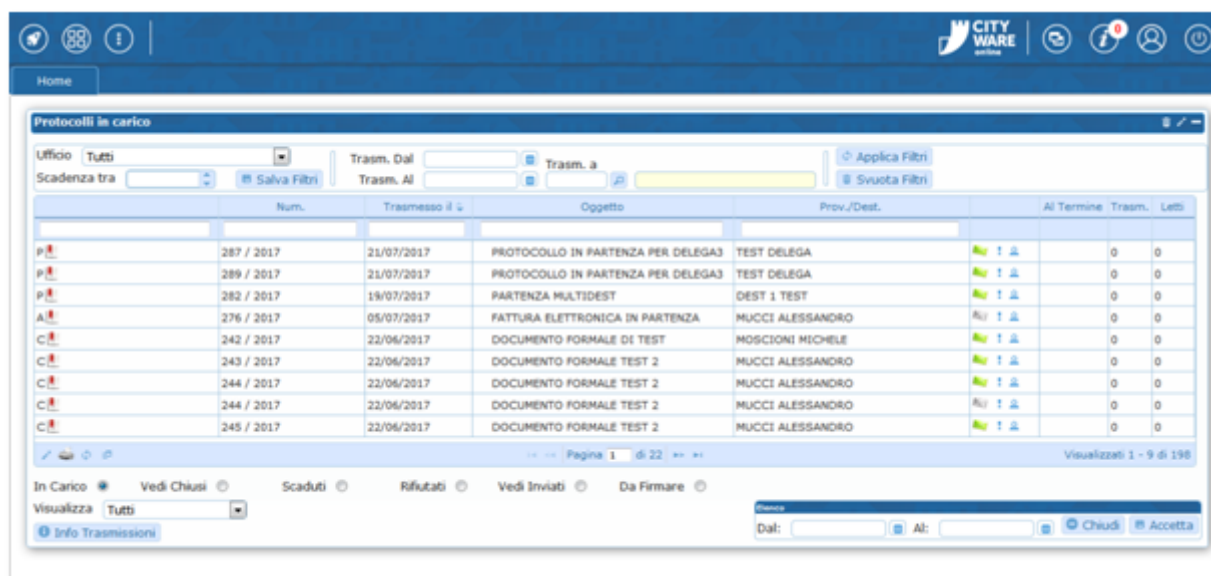 CITY
WARE
online
0
Home
Protocolli in carico
Ufficio Tutti Trasm. Dal Trasm. a Applica Filtri
Scadenza tra Salva Filtri Trasm. Al Svuota Filtri
Num. Trasmesso il Oggetto Prov./Dest. Al Termine Trasm. Letti
P 287 / 2017 21/07/2017 PROTOCOLLO IN PARTENZA PER DELEGA3 TEST DELEGA 0 0
P 289 / 2017 21/07/2017 PROTOCOLLO IN PARTENZA PER DELEGA3 TEST DELEGA 0 0
P 282 / 2017 19/07/2017 PARTENZA MULTIDEST DEST 1 TEST 0 0
A 276 / 2017 05/07/2017 FATTURA ELETTRONICA IN PARTENZA MUCCI ALESSANDRO 0 0
C 242 / 2017 22/06/2017 DOCUMENTO FORMALE DI TEST MOSCIONI MICHELE 0 0
C 243 / 2017 22/06/2017 DOCUMENTO FORMALE TEST 2 MUCCI ALESSANDRO 0 0
C 244 / 2017 22/06/2017 DOCUMENTO FORMALE TEST 2 MUCCI ALESSANDRO 0 0
C 244 / 2017 22/06/2017 DOCUMENTO FORMALE TEST 2 MUCCI ALESSANDRO 0 0
C 245 / 2017 22/06/2017 DOCUMENTO FORMALE TEST 2 MUCCI ALESSANDRO 0 0
Pagina 1 di 22 Visualizzati 1 - 9 di 198
In Carico Vedi Chiusi Scaduti Rifiutati Vedi Inviati Da Firmare
Visualizza Tutti
Elenco
Info Trasmissioni Dal: Al: Chiudi Accetta